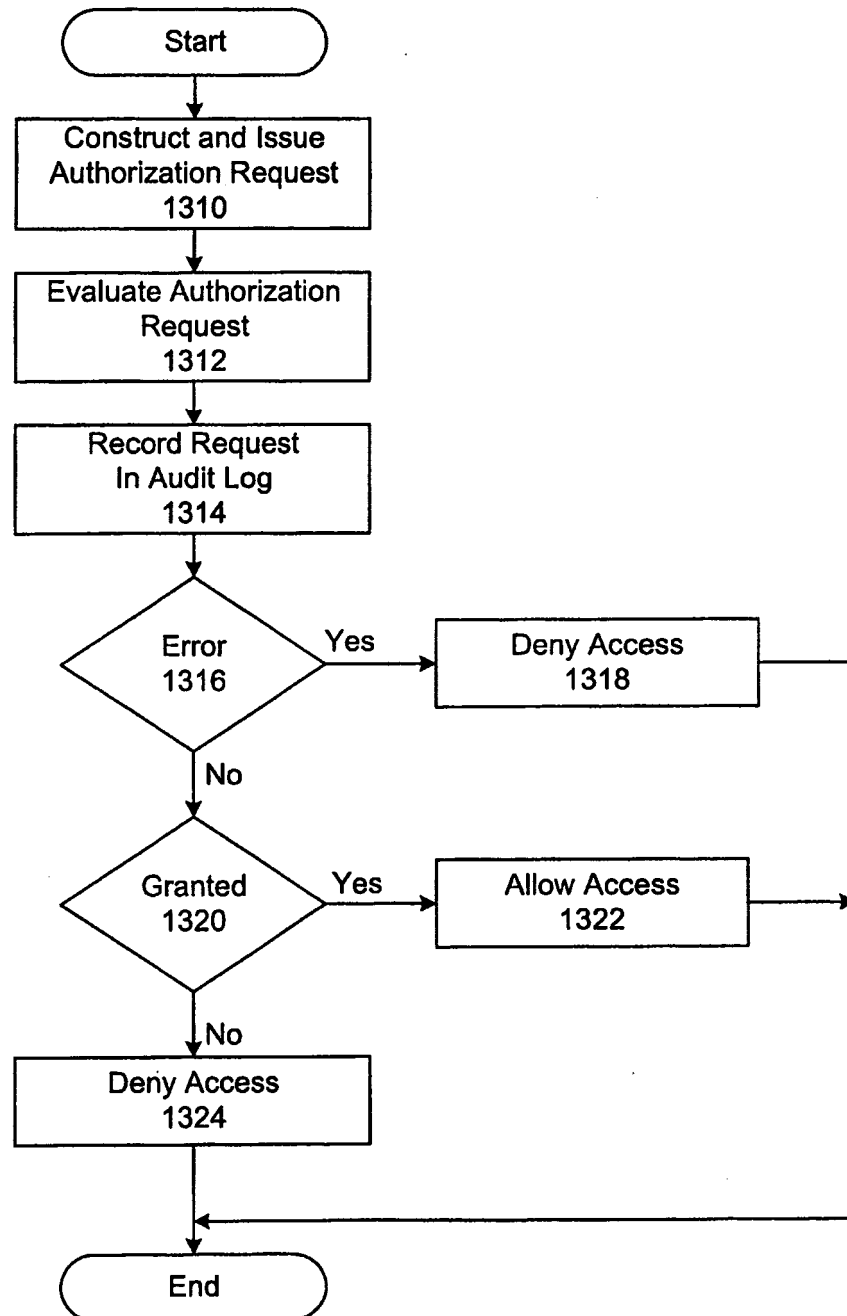 Start
Construct and Issue
Authorization Request
1310
Evaluate Authorization
Request
1312
Record Request
In Audit Log
1314
Error
1316
Yes
Deny Access
1318
No
Granted
1320
Yes
Allow Access
1322
No
Deny Access
1324
End